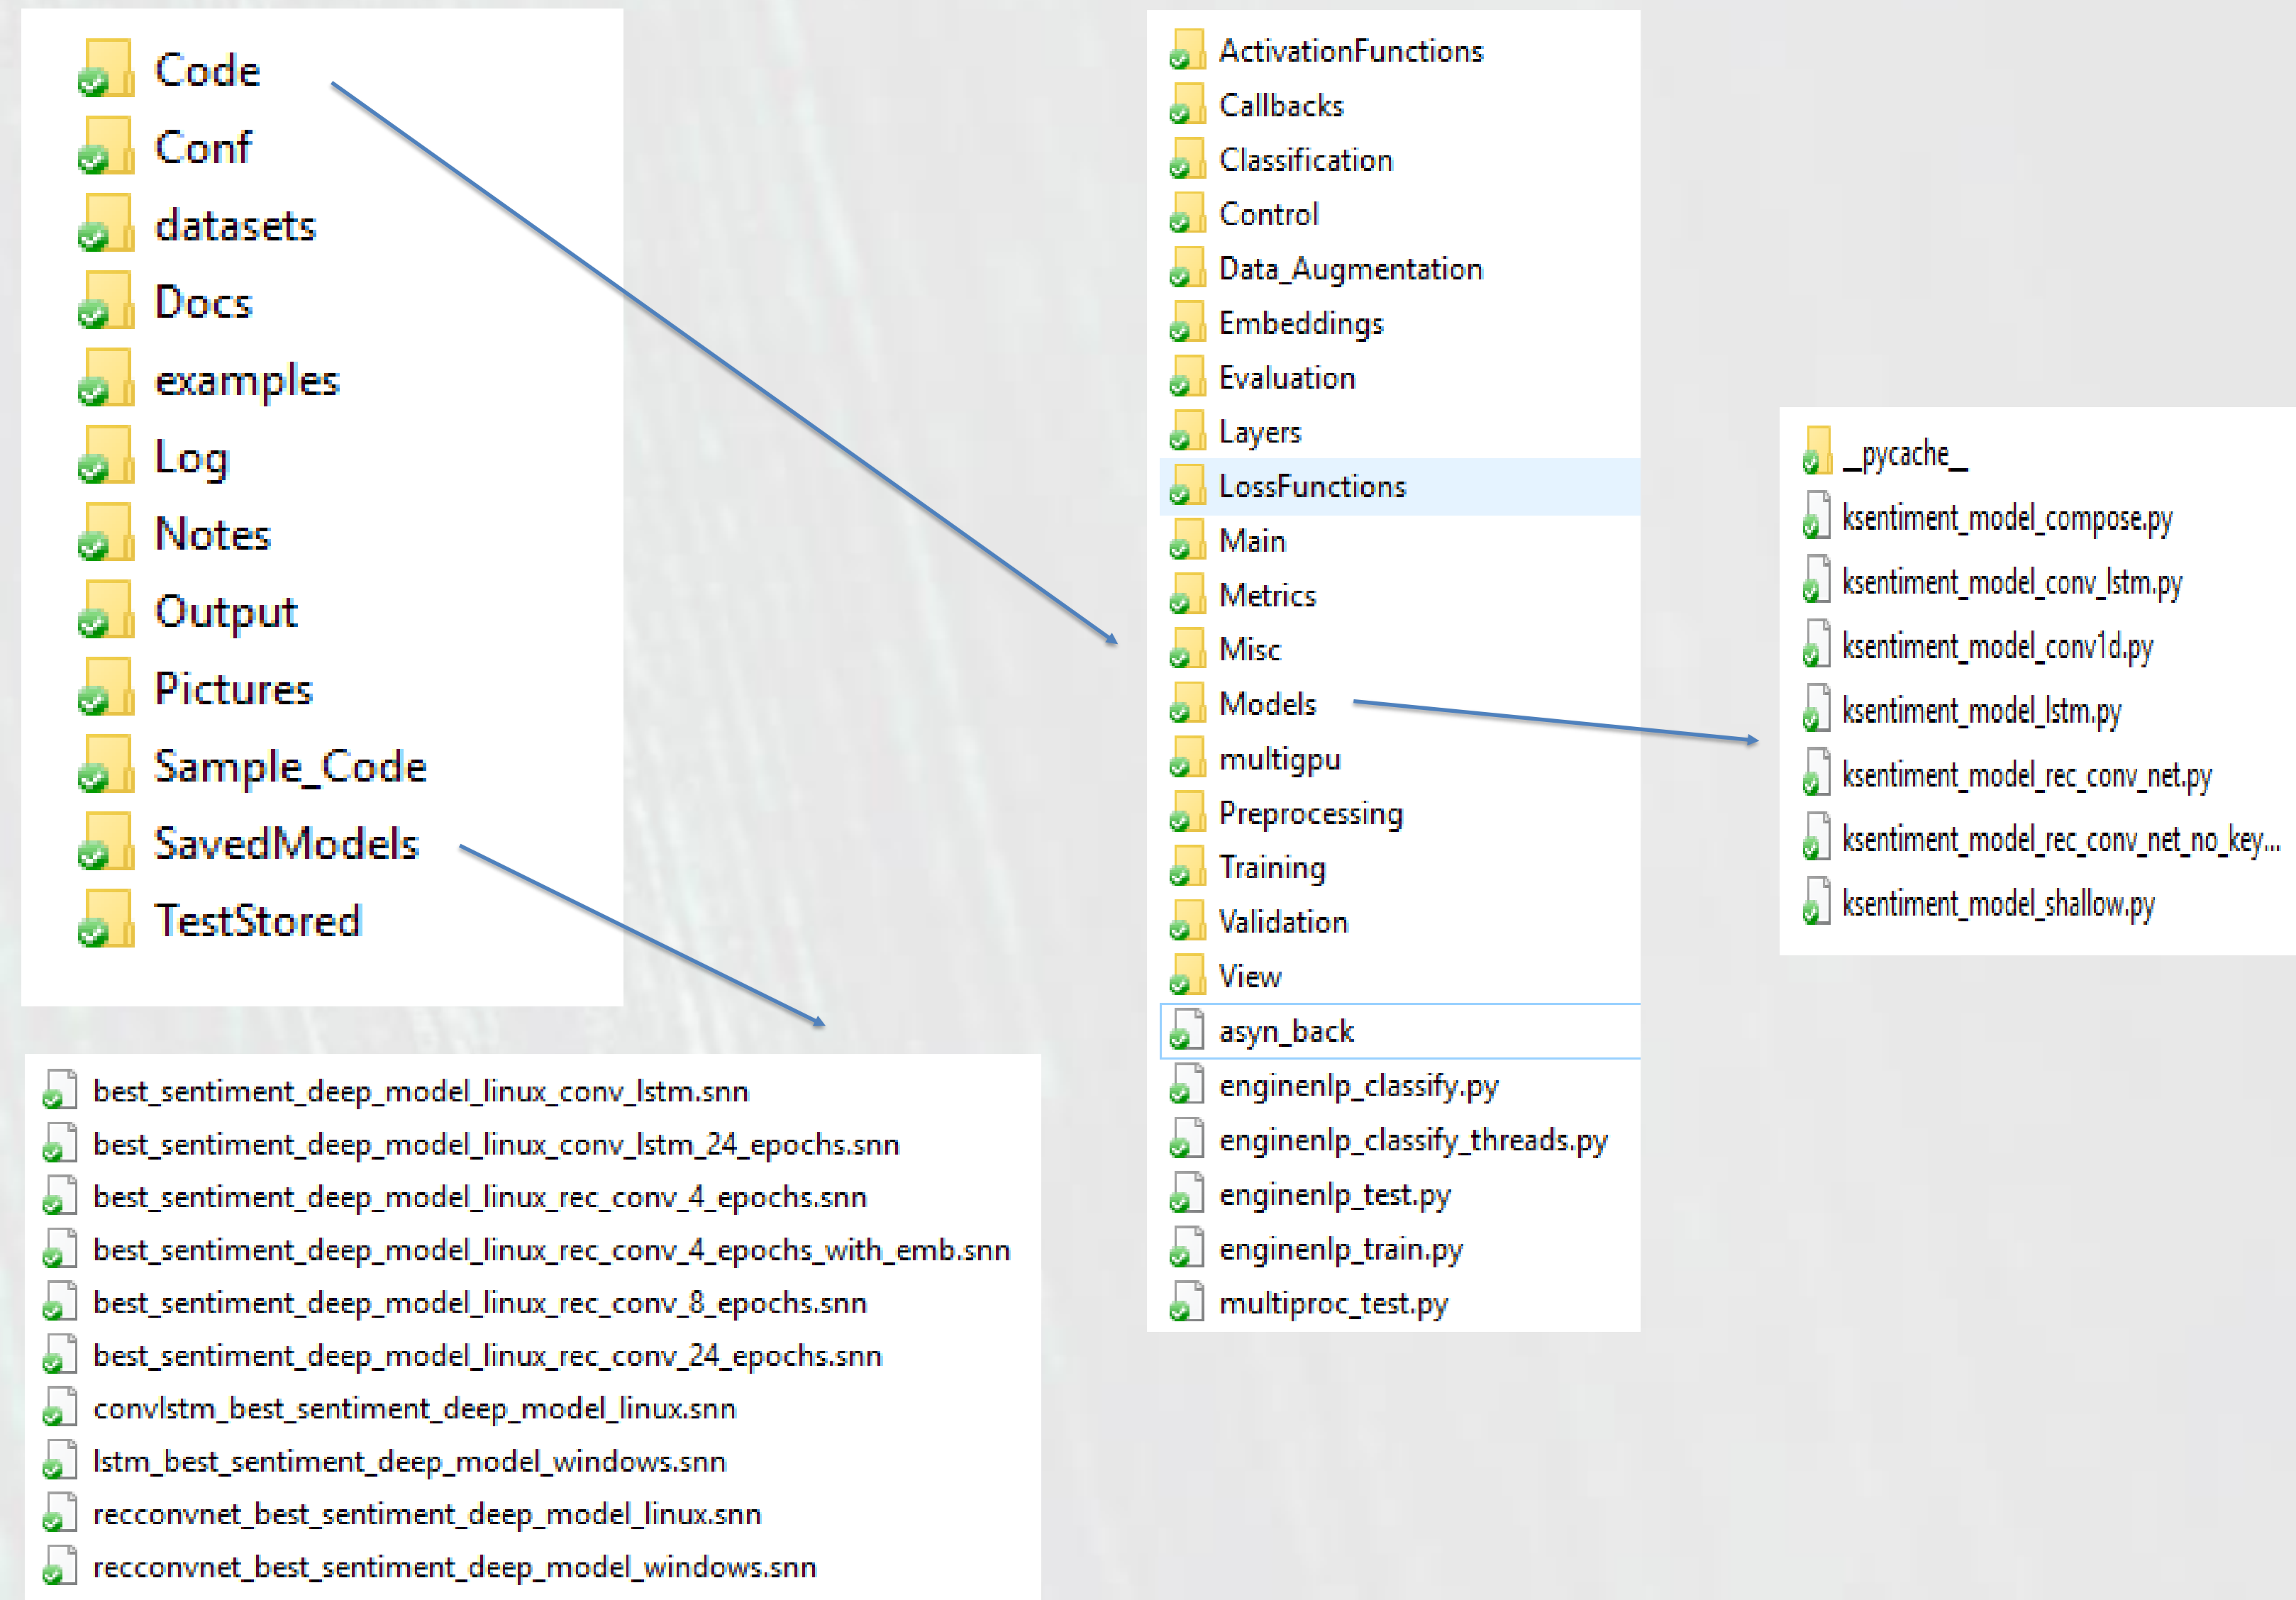 Code
Conf
datasets
Docs
examples
Log
Notes
Output
Pictures
Sample_Code
SavedModels
TestStored
best_sentiment_deep_model_linux_conv_lstm.snn
best_sentiment_deep_model_linux_conv_lstm_24_epochs.snn
best_sentiment_deep_model_linux_rec_conv_4_epochs.snn
best_sentiment_deep_model_linux_rec_conv_4_epochs_with_emb.snn
best_sentiment_deep_model_linux_rec_conv_8_epochs.snn
best_sentiment_deep_model_linux_rec_conv_24_epochs.snn
convlstm_best_sentiment_deep_model_linux.snn
lstm_best_sentiment_deep_model_windows.snn
recconvnet_best_sentiment_deep_model_linux.snn
recconvnet_best_sentiment_deep_model_windows.snn
ActivationFunctions
Callbacks
Classification
Control
Data_Augmentation
Embeddings
Evaluation
Layers
LossFunctions
Main
Metrics
Misc
Models
multigpu
Preprocessing
Training
Validation
View
asyn_back
enginenlp_classify.py
enginenlp_classify_threads.py
enginenlp_test.py
enginenlp_train.py
multiproc_test.py
__pycache__
ksentiment_model_compose.py
ksentiment_model_conv_lstm.py
ksentiment_model_conv1d.py
ksentiment_model_lstm.py
ksentiment_model_rec_conv_net.py
ksentiment_model_rec_conv_net_no_key...
ksentiment_model_shallow.py